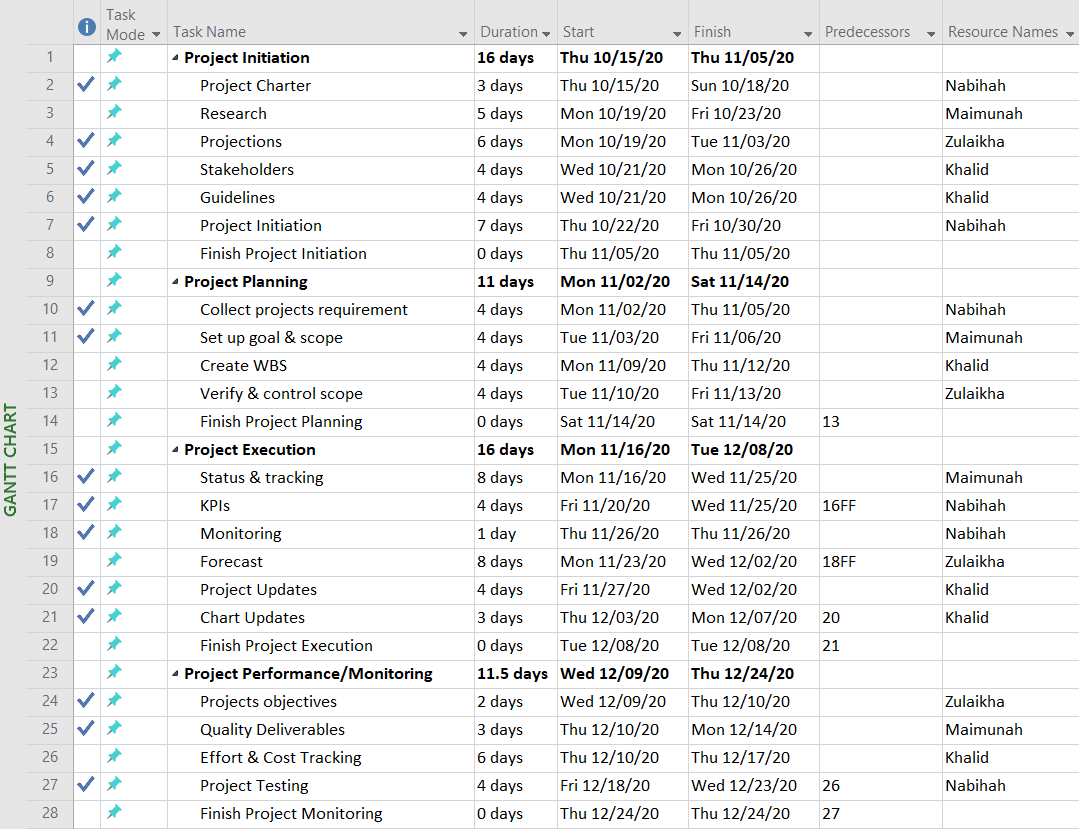 Task Mode Task Name Duration Start Finish Predecessors Resource Names
1 Project Initiation 16 days Thu 10/15/20 Thu 11/05/20
2 Project Charter 3 days Thu 10/15/20 Sun 10/18/20 Nabihah
3 Research 5 days Mon 10/19/20 Fri 10/23/20 Maimunah
4 Projections 6 days Mon 10/19/20 Tue 11/03/20 Zulaikha
5 Stakeholders 4 days Wed 10/21/20 Mon 10/26/20 Khalid
6 Guidelines 4 days Wed 10/21/20 Mon 10/26/20 Khalid
7 Project Initiation 7 days Thu 10/22/20 Fri 10/30/20 Nabihah
8 Finish Project Initiation 0 days Thu 11/05/20 Thu 11/05/20
9 Project Planning 11 days Mon 11/02/20 Sat 11/14/20
10 Collect projects requirement 4 days Mon 11/02/20 Thu 11/05/20 Nabihah
11 Set up goal & scope 4 days Tue 11/03/20 Fri 11/06/20 Maimunah
12 Create WBS 4 days Mon 11/09/20 Thu 11/12/20 Khalid
13 Verify & control scope 4 days Tue 11/10/20 Fri 11/13/20 Zulaikha
14 Finish Project Planning 0 days Sat 11/14/20 Sat 11/14/20 13
15 Project Execution 16 days Mon 11/16/20 Tue 12/08/20
16 Status & tracking 8 days Mon 11/16/20 Wed 11/25/20 Maimunah
17 KPIs 4 days Fri 11/20/20 Wed 11/25/20 16FF Nabihah
18 Monitoring 1 day Thu 11/26/20 Thu 11/26/20 Nabihah
19 Forecast 8 days Mon 11/23/20 Wed 12/02/20 18FF Zulaikha
20 Project Updates 4 days Fri 11/27/20 Wed 12/02/20 Khalid
21 Chart Updates 3 days Thu 12/03/20 Mon 12/07/20 20 Khalid
22 Finish Project Execution 0 days Tue 12/08/20 Tue 12/08/20 21
23 Project Performance/Monitoring 11.5 days Wed 12/09/20 Thu 12/24/20
24 Projects objectives 2 days Wed 12/09/20 Thu 12/10/20 Zulaikha
25 Quality Deliverables 3 days Thu 12/10/20 Mon 12/14/20 Maimunah
26 Effort & Cost Tracking 6 days Thu 12/10/20 Thu 12/17/20 Khalid
27 Project Testing 4 days Fri 12/18/20 Wed 12/23/20 26 Nabihah
28 Finish Project Monitoring 0 days Thu 12/24/20 Thu 12/24/20 27
GANTT CHART